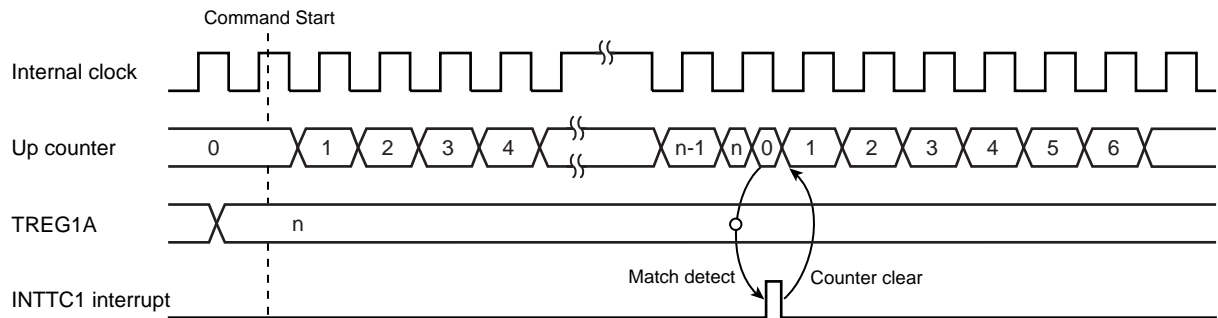 Command Start
Internal clock
Up counter 0 1 2 3 4 n-1 n 0 1 2 3 4 5 6
TREG1A n
Match detect Counter clear
INTTC1 interrupt